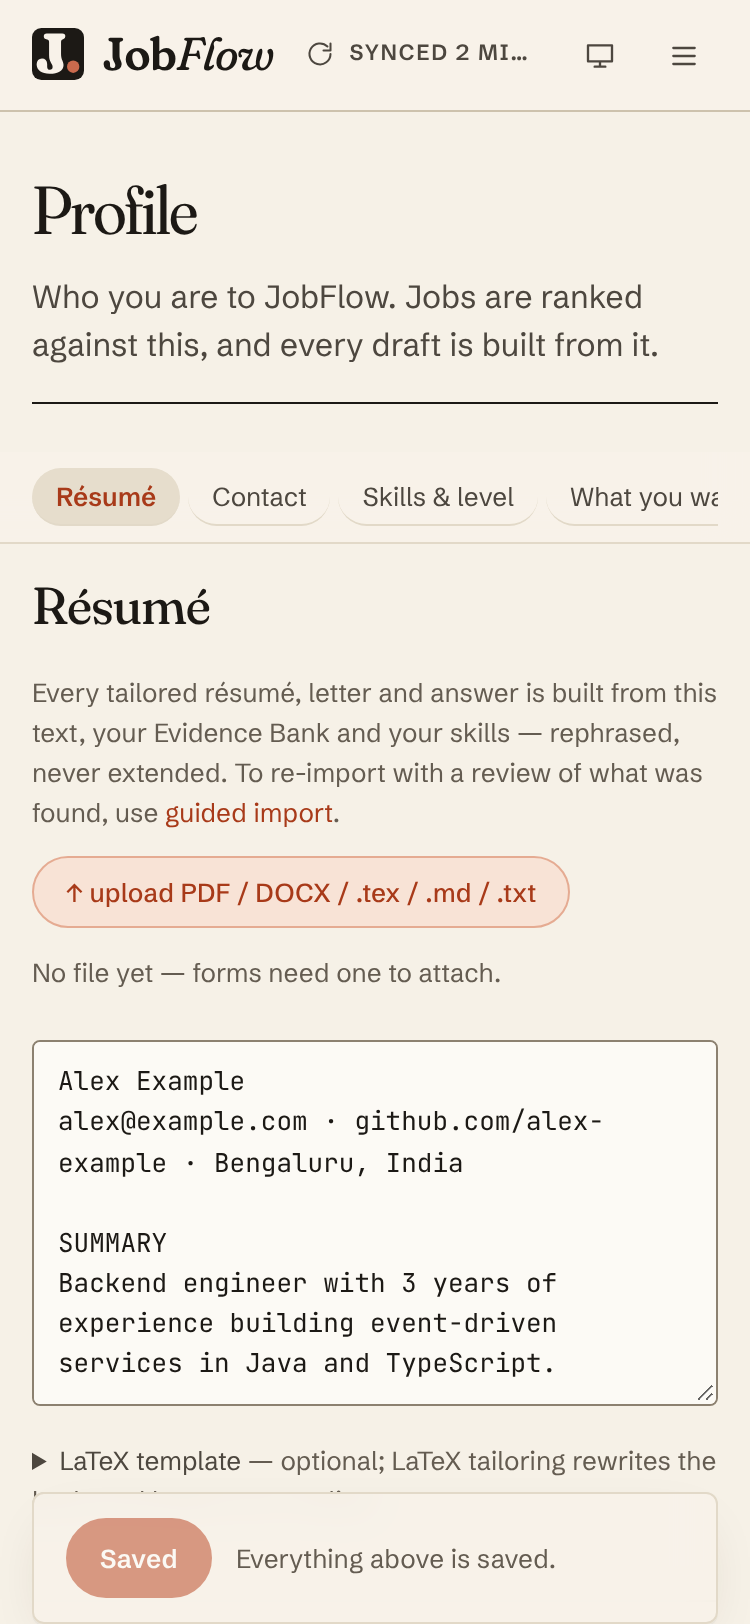 J.
JobFlow
SYNCED 2 MI…
Profile
Who you are to JobFlow. Jobs are ranked
against this, and every draft is built from it.
Résumé
Contact
Skills & level
What you wa
Résumé
Every tailored résumé, letter and answer is built from this
text, your Evidence Bank and your skills — rephrased,
never extended. To re-import with a review of what was
found, use guided import.
↑ upload PDF / DOCX / .tex / .md / .txt
No file yet — forms need one to attach.
Alex Example
alex@example.com · github.com/alex-
example · Bengaluru, India
SUMMARY
Backend engineer with 3 years of
experience building event-driven
services in Java and TypeScript.
▶ LaTeX template — optional; LaTeX tailoring rewrites the
Saved
Everything above is saved.